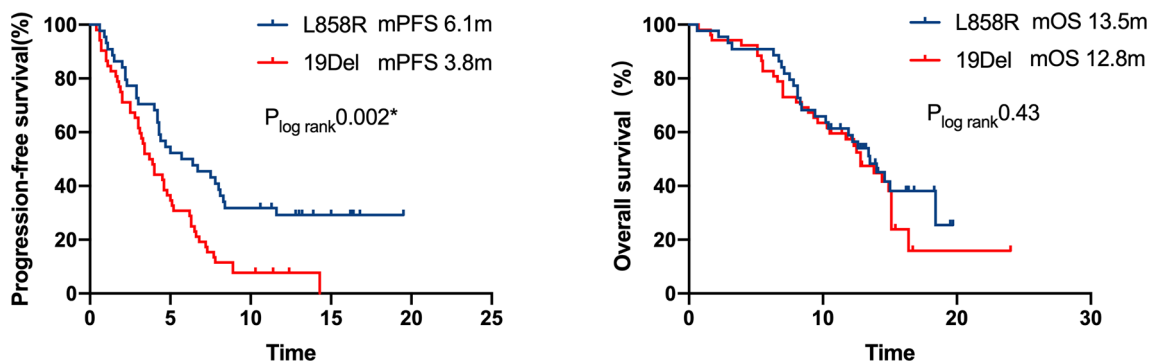 L858R mPFS 6.1m
19Del mPFS 3.8m
Plog rank0.002*
Progression-free survival(%)
100
80
60
40
20
0
0 5 10 15 20 25
Time
L858R mOS 13.5m
19Del mOS 12.8m
Plog rank0.43
Overall survival (%)
100
80
60
40
20
0
0 10 20 30
Time